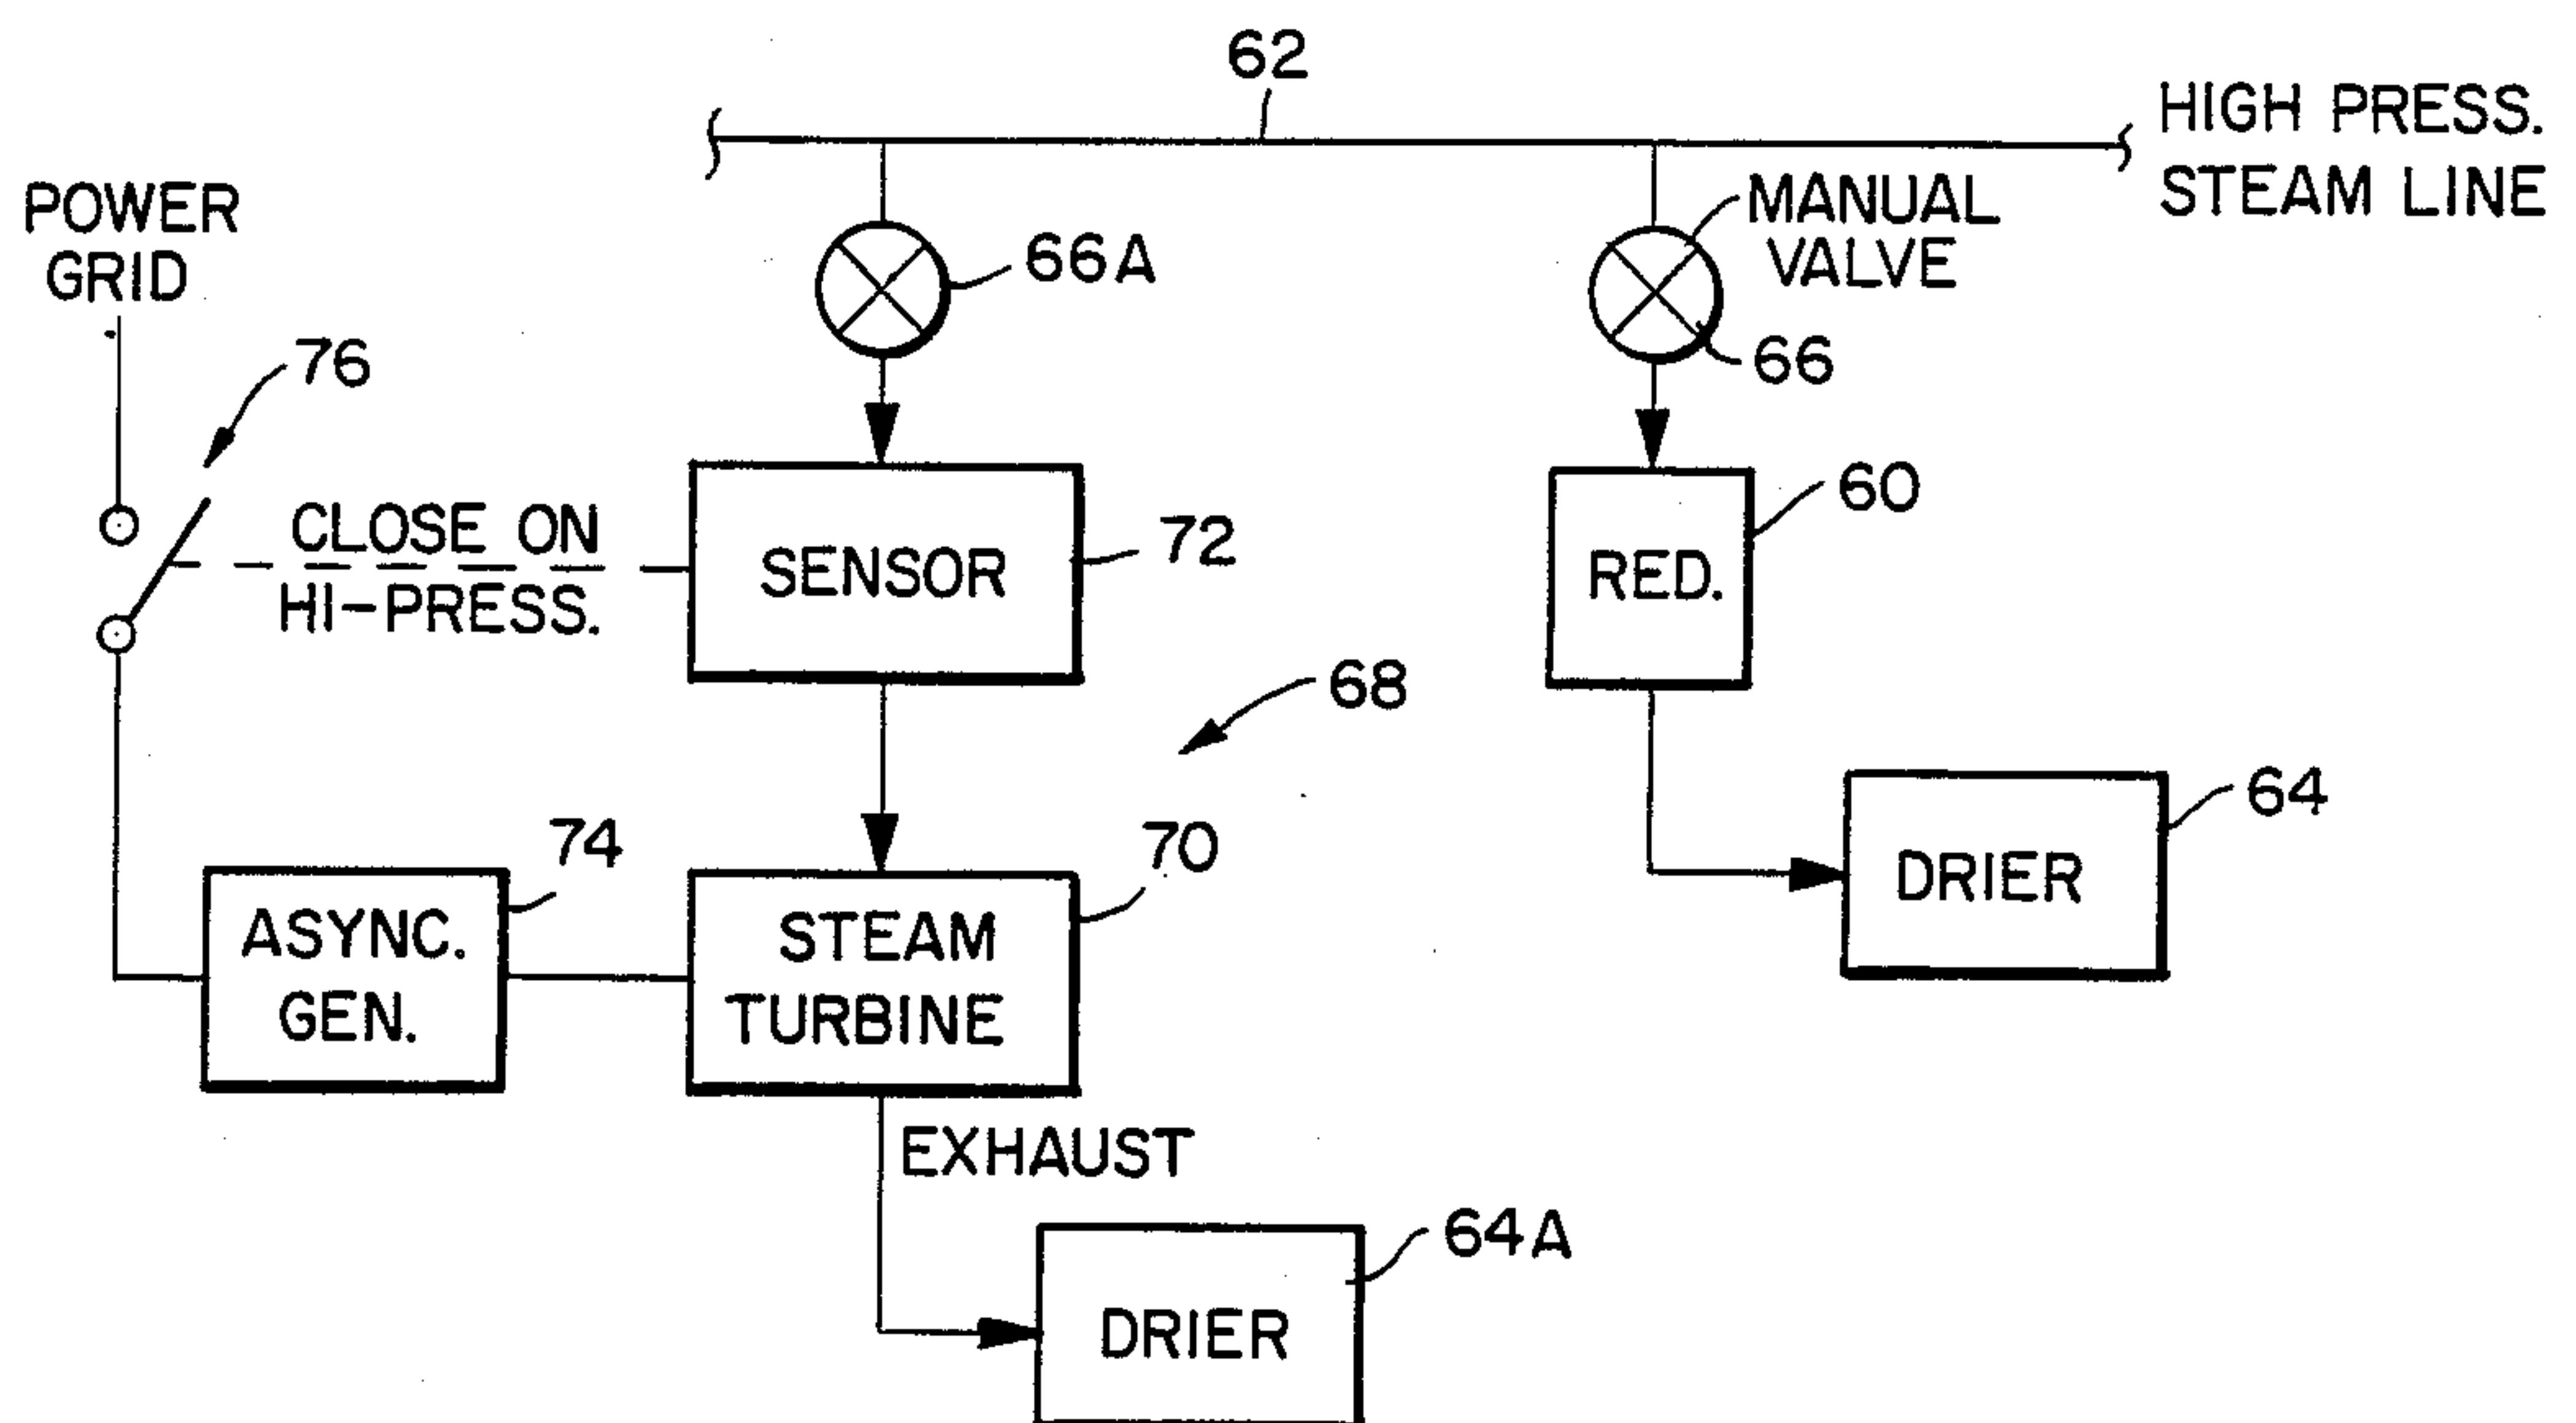 62
HIGH PRESS.
STEAM LINE
POWER
GRID
MANUAL
VALVE
66A
66
76
CLOSE ON
HI-PRESS.
SENSOR
72
RED.
60
68
74
ASYNC.
GEN.
70
STEAM
TURBINE
64
DRIER
EXHAUST
64A
DRIER